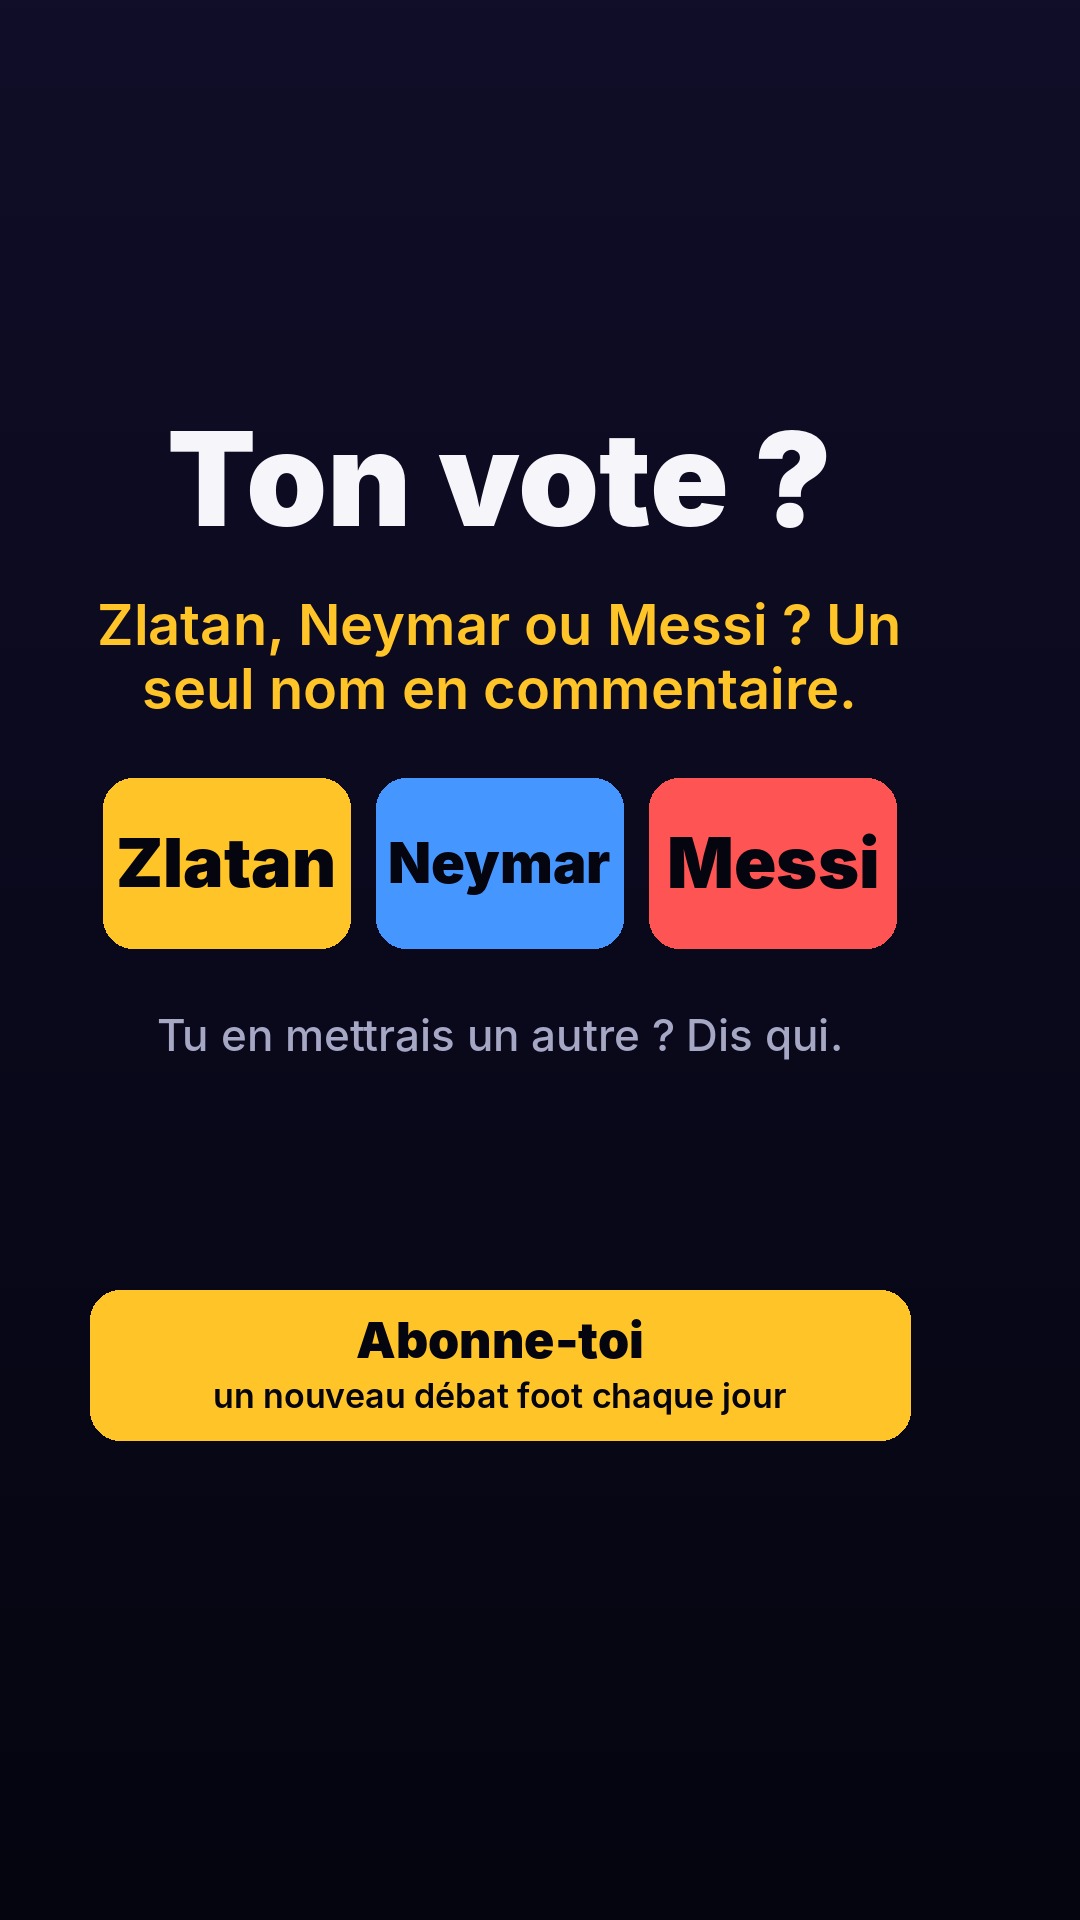 Ton vote ?
Zlatan, Neymar ou Messi ? Un
seul nom en commentaire.
Zlatan
Neymar
Messi
Tu en mettrais un autre ? Dis qui.
Abonne-toi
un nouveau débat foot chaque jour